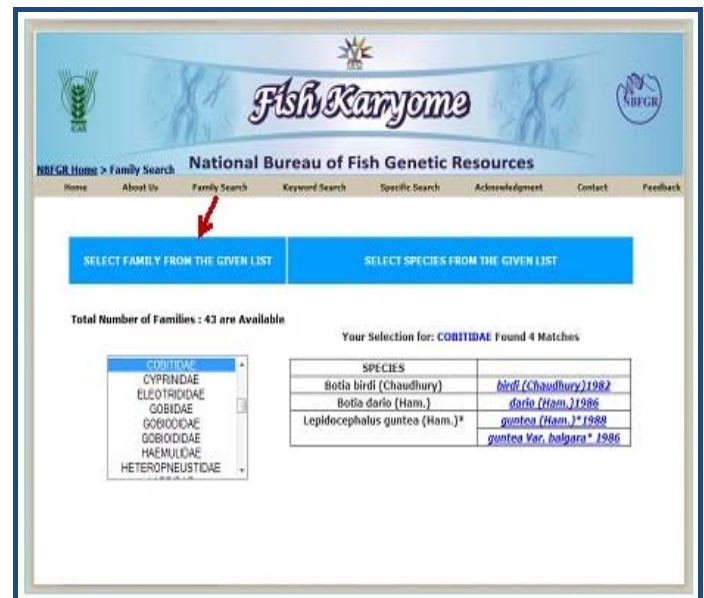 ICAR
Fish Karyome
NBFGR
National Bureau of Fish Genetic Resources
NBFGR Home > Family Search
Home About Us Family Search Keyword Search Specific Search Acknowledgment Contact Feedback
SELECT FAMILY FROM THE GIVEN LIST SELECT SPECIES FROM THE GIVEN LIST
Total Number of Families : 43 are Available
Your Selection for: COBITIDAE Found 4 Matches
COBITIDAE
CYPRINIDAE
ELEOTRIDIDAE
GOBIIDAE
GOBIOCIDAE
GOBIOIDIDAE
HAEMULIDAE
HETEROPNEUSTIDAE
SPECIES
Botia birdi (Chaudhury) birdi (Chaudhury)1982
Botia dario (Ham.) dario (Ham.)1986
Lepidocephalus guntea (Ham.)* guntea (Ham.)*1988
guntea Var. balgara* 1986